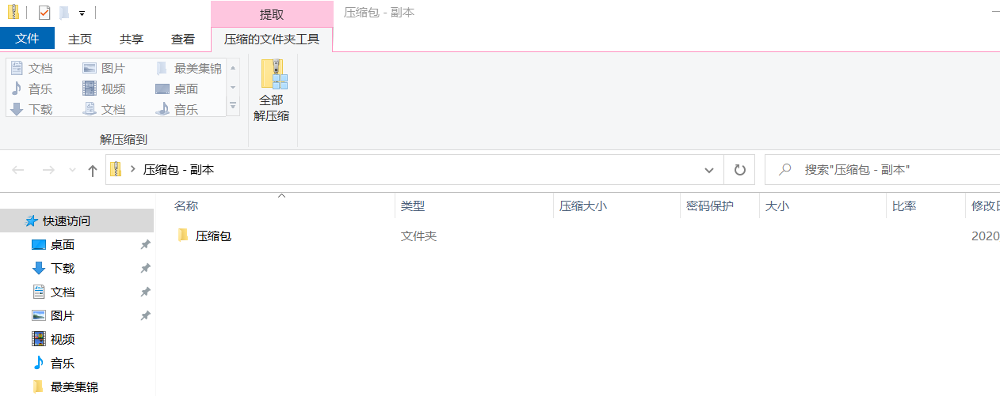 提取
压缩包 - 副本
文件 主页 共享 查看 压缩的文件夹工具
文档 图片 最美集锦
音乐 视频 桌面
下载 文档 音乐
全部
解压缩
解压缩到
压缩包 - 副本
搜索"压缩包 - 副本"
名称 类型 压缩大小 密码保护 大小 比率 修改日
快速访问
压缩包 文件夹 2020
桌面
下载
文档
图片
视频
音乐
最美集锦